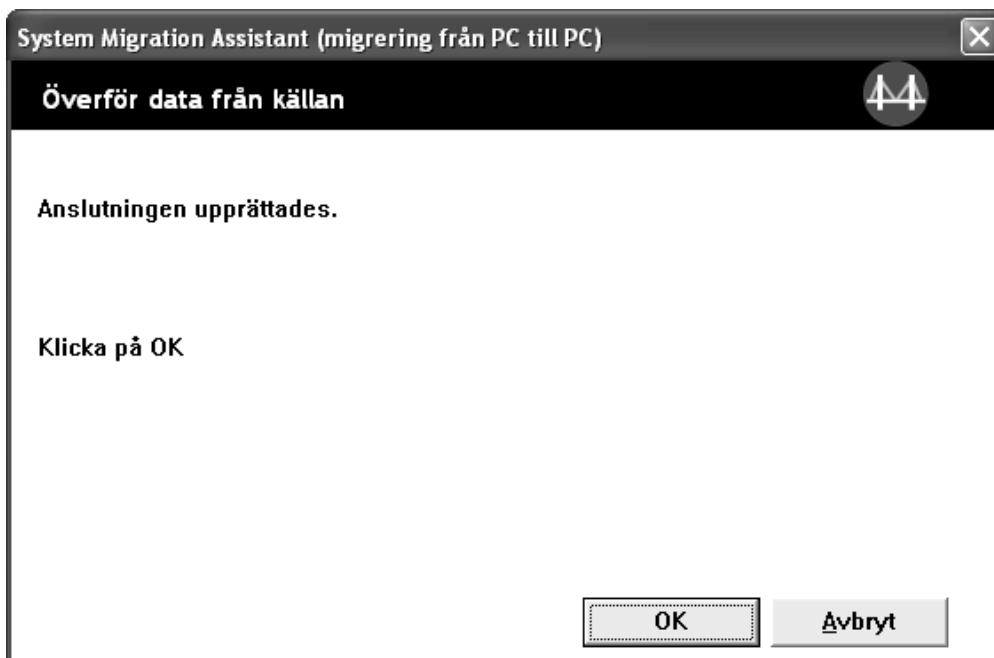 System Migration Assistant (migrering från PC till PC)
Överför data från källan
Anslutningen upprättades.
Klicka på OK
OK
Avbryt